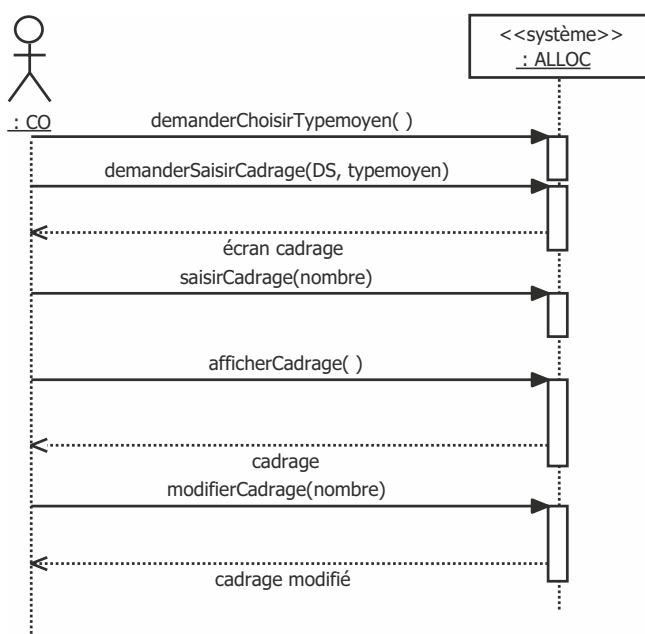 <<système>>
: ALLOC
: CO
demanderChoisirTypemoyen( )
demanderSaisirCadrage(DS, typemoyen)
écran cadrage
saisirCadrage(nombre)
afficherCadrage( )
cadrage
modifierCadrage(nombre)
cadrage modifié